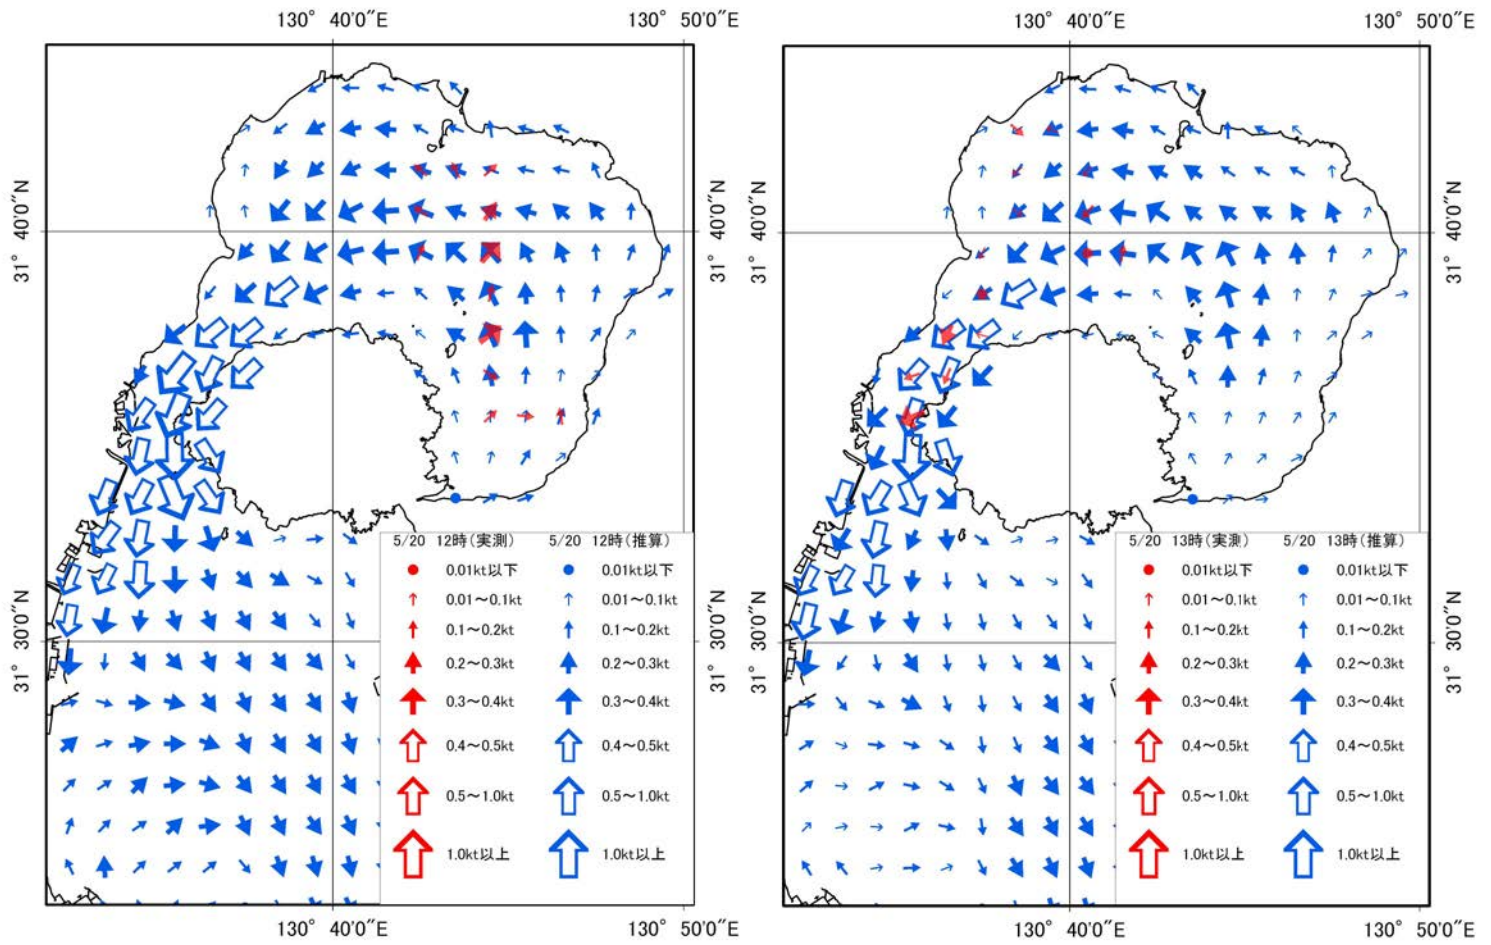 130° 40'0"E 130° 50'0"E 130° 40'0"E 130° 50'0"E
31° 40'0"N 31° 40'0"N 31° 40'0"N
31° 30'0"N 31° 30'0"N 31° 30'0"N
5/20 12時(実測) 5/20 12時(推算)
0.01kt以下 0.01kt以下
0.01～0.1kt 0.01～0.1kt
0.1～0.2kt 0.1～0.2kt
0.2～0.3kt 0.2～0.3kt
0.3～0.4kt 0.3～0.4kt
0.4～0.5kt 0.4～0.5kt
0.5～1.0kt 0.5～1.0kt
1.0kt以上 1.0kt以上
5/20 13時(実測) 5/20 13時(推算)
0.01kt以下 0.01kt以下
0.01～0.1kt 0.01～0.1kt
0.1～0.2kt 0.1～0.2kt
0.2～0.3kt 0.2～0.3kt
0.3～0.4kt 0.3～0.4kt
0.4～0.5kt 0.4～0.5kt
0.5～1.0kt 0.5～1.0kt
1.0kt以上 1.0kt以上
130° 40'0"E 130° 50'0"E 130° 40'0"E 130° 50'0"E